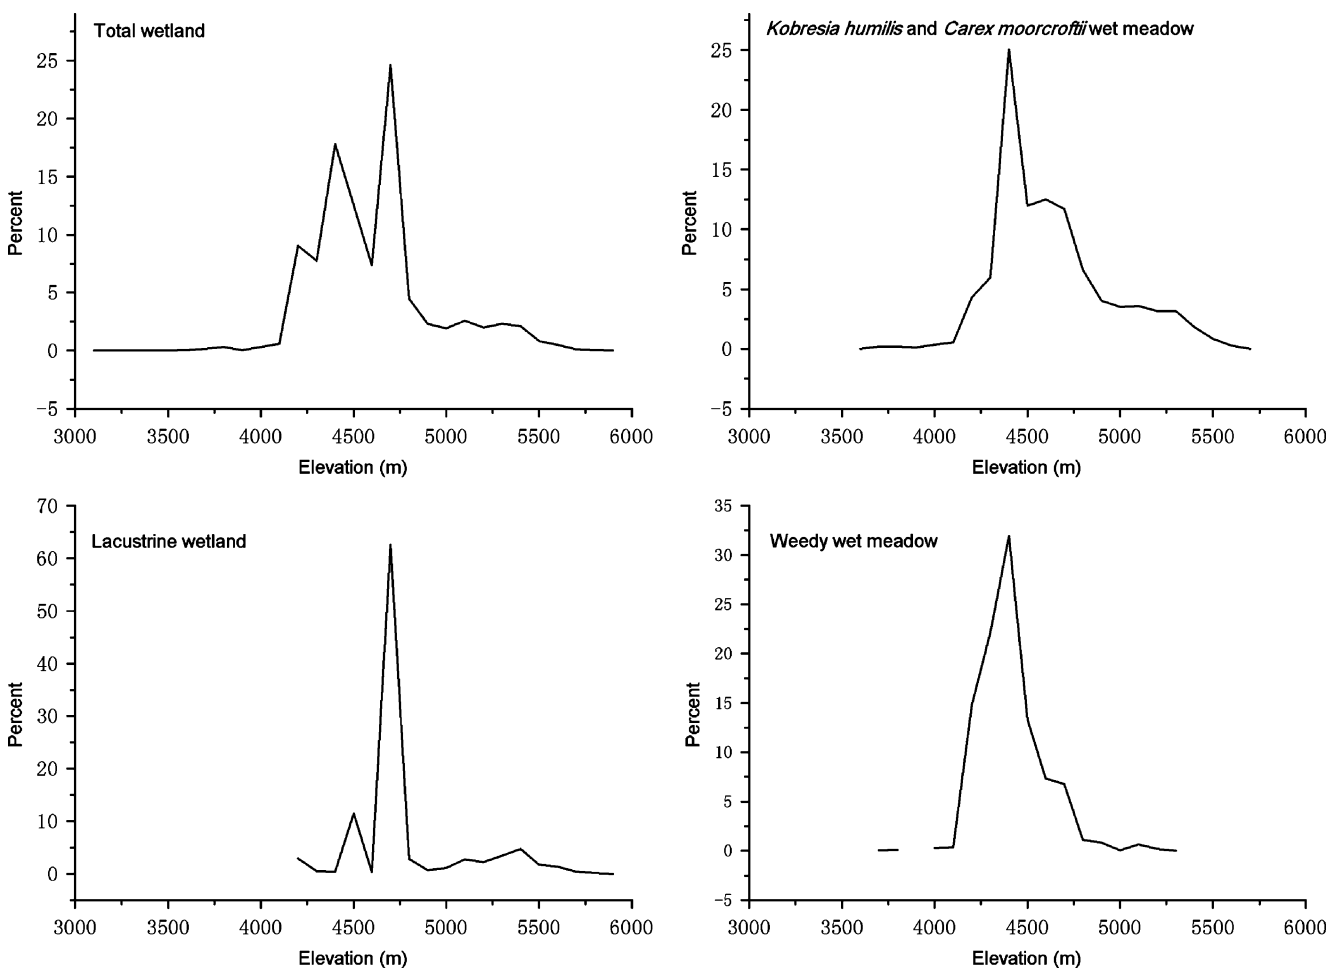 Total wetland
25
20
15
10
5
0
-5
Percent
3000 3500 4000 4500 5000 5500 6000
Elevation (m)
Kobresia humilis and Carex moorcroftii wet meadow
25
20
15
10
5
0
-5
Percent
3000 3500 4000 4500 5000 5500 6000
Elevation (m)
Lacustrine wetland
70
60
50
40
30
20
10
0
Percent
3000 3500 4000 4500 5000 5500 6000
Elevation (m)
Weedy wet meadow
35
30
25
20
15
10
5
0
-5
Percent
3000 3500 4000 4500 5000 5500 6000
Elevation (m)